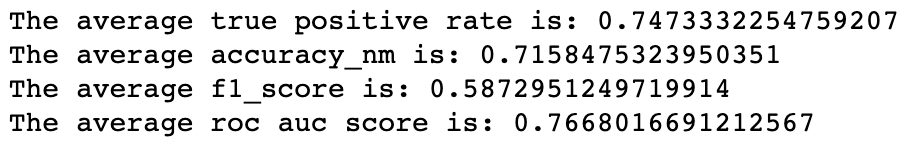 The average true positive rate is: 0.7473332254759207
The average accuracy_nm is: 0.7158475323950351
The average f1_score is: 0.5872951249719914
The average roc auc score is: 0.7668016691212567